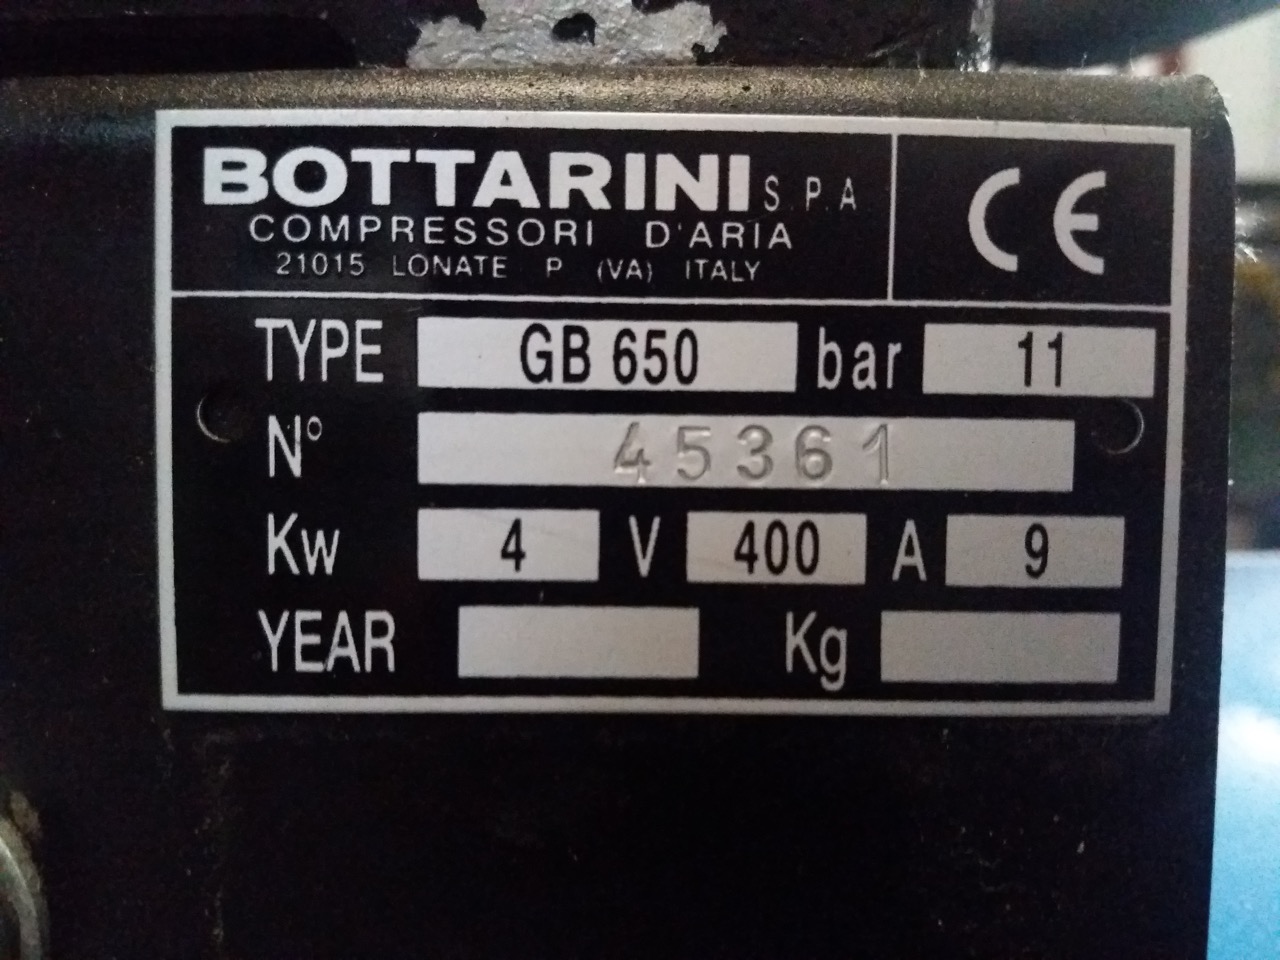 BOTTARINI S.P.A
COMPRESSORI D'ARIA
21015 LONATE P (VA) ITALY
CE
TYPE GB 650 bar 11
N° 45361
Kw 4 V 400 A 9
YEAR Kg